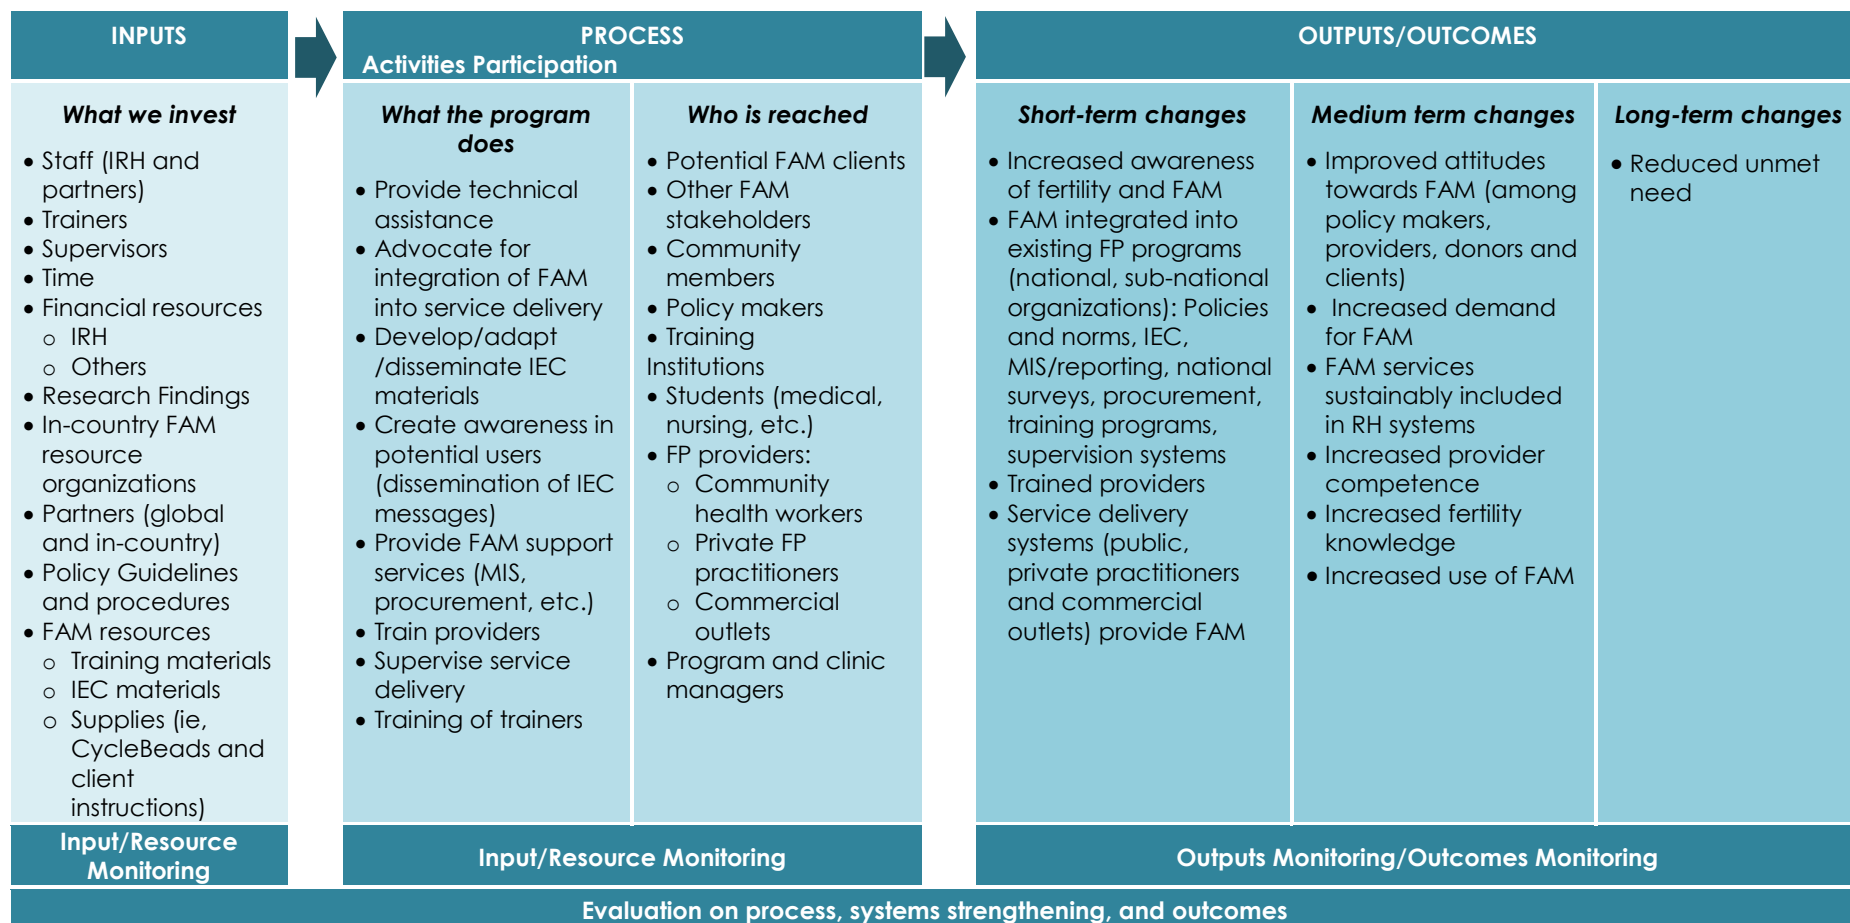 INPUTS
PROCESS
Activities Participation
OUTPUTS/OUTCOMES
What we invest
• Staff (IRH and
partners)
• Trainers
• Supervisors
• Time
• Financial resources
o IRH
o Others
• Research Findings
• In-country FAM
resource
organizations
• Partners (global
and in-country)
• Policy Guidelines
and procedures
• FAM resources
o Training materials
o IEC materials
o Supplies (ie,
CycleBeads and
client
instructions)
What the program
does
• Provide technical
assistance
• Advocate for
integration of FAM
into service delivery
• Develop/adapt
/disseminate IEC
materials
• Create awareness in
potential users
(dissemination of IEC
messages)
• Provide FAM support
services (MIS,
procurement, etc.)
• Train providers
• Supervise service
delivery
• Training of trainers
Who is reached
• Potential FAM clients
• Other FAM
stakeholders
• Community
members
• Policy makers
• Training
Institutions
• Students (medical,
nursing, etc.)
• FP providers:
o Community
health workers
o Private FP
practitioners
o Commercial
outlets
• Program and clinic
managers
Short-term changes
• Increased awareness
of fertility and FAM
• FAM integrated into
existing FP programs
(national, sub-national
organizations): Policies
and norms, IEC,
MIS/reporting, national
surveys, procurement,
training programs,
supervision systems
• Trained providers
• Service delivery
systems (public,
private practitioners
and commercial
outlets) provide FAM
Medium term changes
• Improved attitudes
towards FAM (among
policy makers,
providers, donors and
clients)
• Increased demand
for FAM
• FAM services
sustainably included
in RH systems
• Increased provider
competence
• Increased fertility
knowledge
• Increased use of FAM
Long-term changes
• Reduced unmet
need
Input/Resource
Monitoring
Input/Resource Monitoring
Outputs Monitoring/Outcomes Monitoring
Evaluation on process, systems strengthening, and outcomes